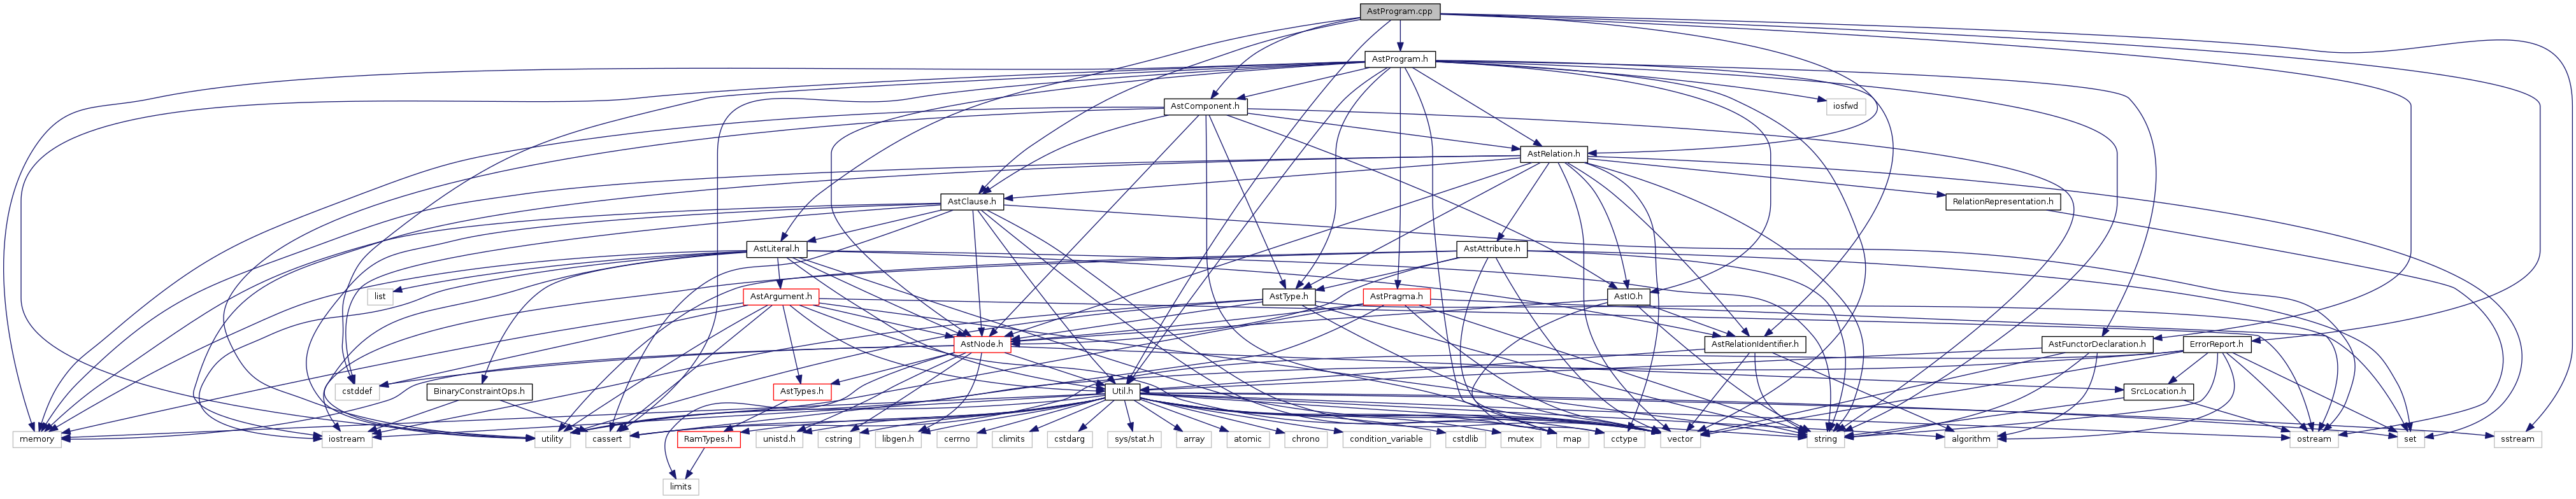 AstProgram.cpp
AstProgram.h
AstComponent.h
iosfwd
AstRelation.h
AstClause.h
RelationRepresentation.h
AstLiteral.h
AstAttribute.h
list
AstArgument.h
AstType.h
AstPragma.h
AstIO.h
AstNode.h
AstRelationIdentifier.h
AstFunctorDeclaration.h
ErrorReport.h
cstddef
BinaryConstraintOps.h
AstTypes.h
Util.h
SrcLocation.h
memory
iostream
utility
cassert
RamTypes.h
unistd.h
cstring
libgen.h
cerrno
climits
cstdarg
sys/stat.h
array
atomic
chrono
condition_variable
cstdlib
mutex
map
cctype
vector
string
algorithm
ostream
set
sstream
limits